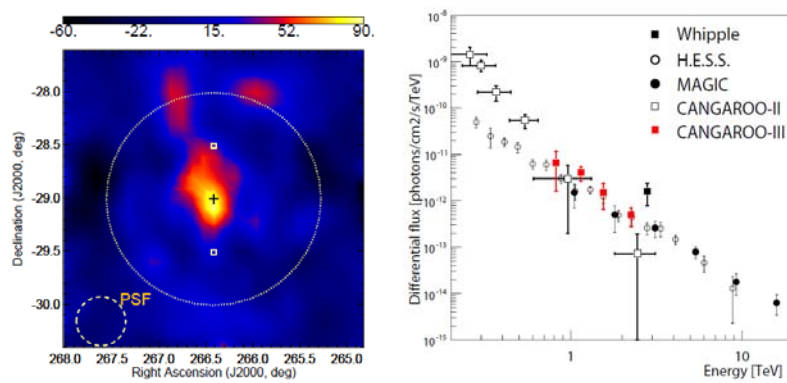 -60. -22. 15. 52. 90.
-28.0
-28.5
-29.0
-29.5
-30.0
Declination (J2000, deg)
PSF
268.0 267.5 267.0 266.5 266.0 265.5 265.0
Right Ascension (J2000, deg)
10-8
10-9
10-10
10-11
10-12
10-13
10-14
10-15
Differential flux [photons/cm2/s/TeV]
Whipple
H.E.S.S.
MAGIC
CANGAROO-II
CANGAROO-III
1 10
Energy [TeV]